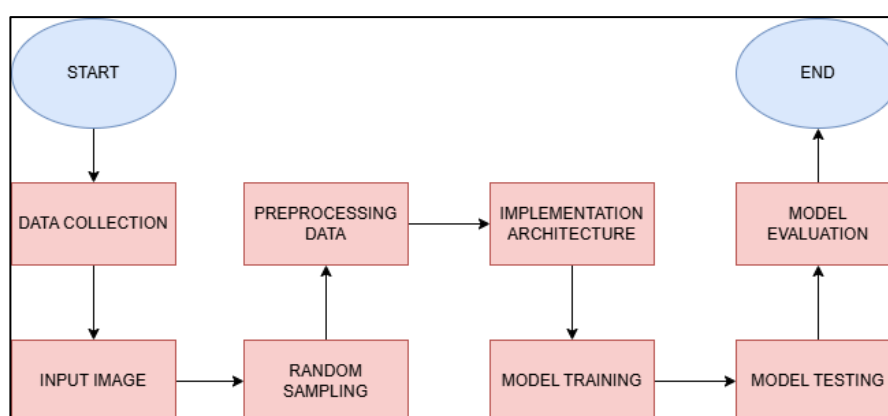 START
END
DATA COLLECTION
PREPROCESSING
DATA
IMPLEMENTATION
ARCHITECTURE
MODEL
EVALUATION
INPUT IMAGE
RANDOM
SAMPLING
MODEL TRAINING
MODEL TESTING